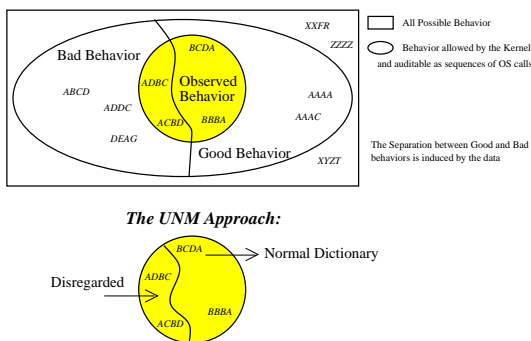 XXFR
All Possible Behavior
ZZZZ
BCDA
Bad Behavior
Behavior allowed by the Kernel
and auditable as sequences of OS calls
Observed
Behavior
ADBC
ABCD
AAAA
ADDC
AAAC
ACBD
BBBA
DEAG
Good Behavior
XYZT
The Separation between Good and Bad
behaviors is induced by the data
The UNM Approach:
BCDA
Normal Dictionary
ADBC
Disregarded
BBBA
ACBD